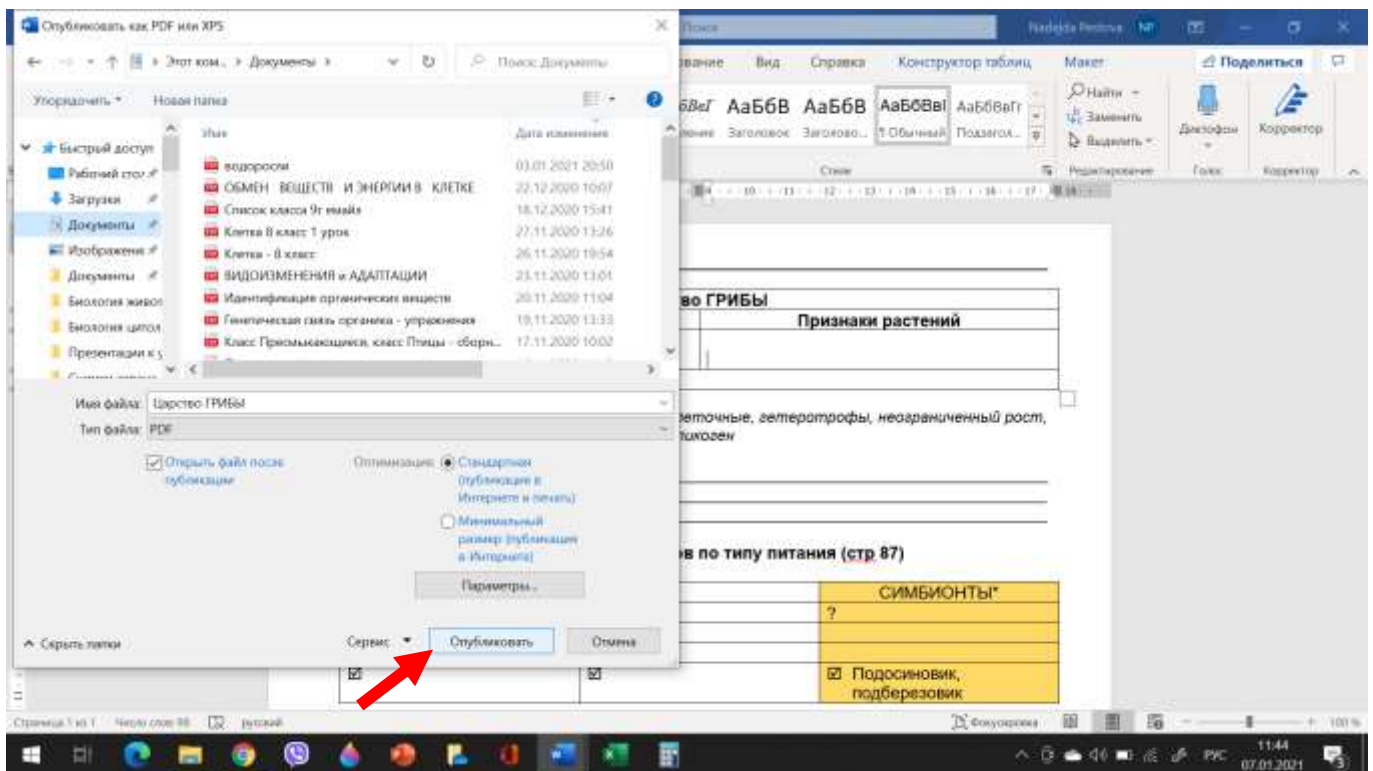 Опубликовать как PDF или XPS
Поиск
Nadejda Pestova NP
Этот ком... Документы
Поиск: Документы
Вид Справка Конструктор таблиц Макет Поделиться
Упорядочить Новая папка
АаБбВ АаБбВ АаБбВвІ АаБбВвГг
Заголовок Заголово... ¶ Обычный Подзагол...
Найти
Заменить
Выделить
Диктофон Корректор
Стили Редактирование Голос Корректор
Имя Дата изменения
Быстрый доступ
Рабочий стол
Загрузки
Документы
Изображения
Документы
Биология живот
Биология цитол
Презентации к у
водоросли 03.01.2021 20:50
ОБМЕН ВЕЩЕСТВ И ЭНЕРГИИ В КЛЕТКЕ 22.12.2020 10:07
Список класса 9г емайл 18.12.2020 15:41
Клетка 8 класс 1 урок 27.11.2020 13:26
Клетка - 8 класс 26.11.2020 19:54
ВИДОИЗМЕНЕНИЯ и АДАПТАЦИИ 23.11.2020 13:01
Идентификация органических веществ 20.11.2020 11:04
Генетическая связь органика - упражнения 19.11.2020 13:33
Класс Пресмыкающиеся, класс Птицы - сборн... 17.11.2020 10:02
Имя файла: Царство ГРИБЫ
Тип файла: PDF
Открыть файл после
публикации
Оптимизация: Стандартная
(публикация в
Интернете и печать)
Минимальный
размер (публикация
в Интернете)
Параметры...
Скрыть папки Сервис Опубликовать Отмена
во ГРИБЫ
Признаки растений
еточные, гетеротрофы, неограниченный рост,
ликоген
ов по типу питания (стр 87)
СИМБИОНТЫ*
?
☑ ☑ ☑ Подосиновик,
подберезовик
Страница 1 из 1 Число слов: 98 русский Фокусировка 100 %
РУС 11:44
07.01.2021